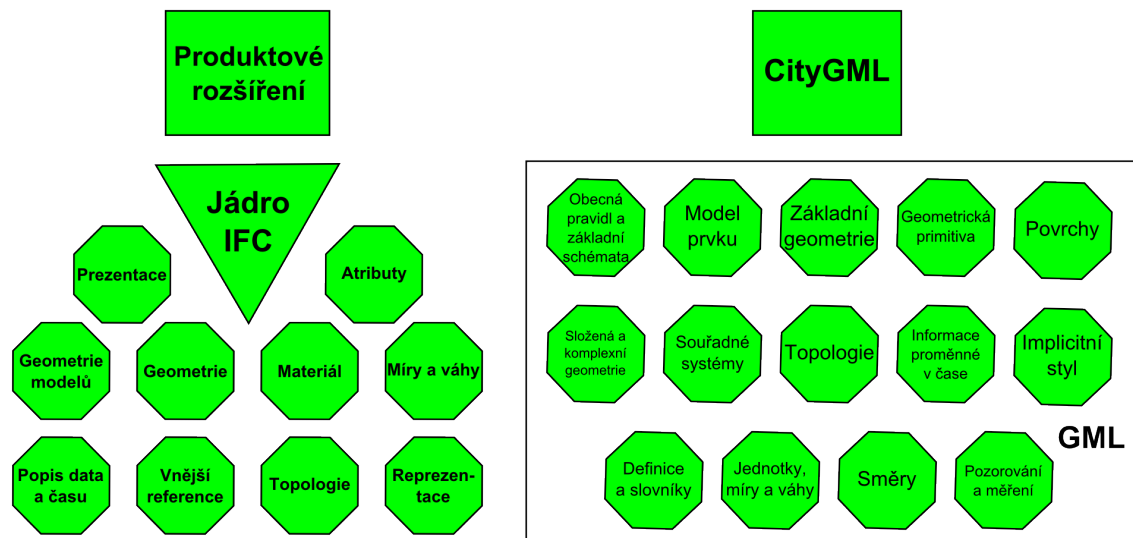 Produktové
rozšíření
Jádro
IFC
Prezentace
Atributy
Geometrie
modelů
Geometrie
Materiál
Míry a váhy
Popis data
a času
Vnější
reference
Topologie
Reprezen-
tace
CityGML
Obecná
pravidl a
základní
schémata
Model
prvku
Základní
geometrie
Geometrická
primitiva
Povrchy
Složená a
komplexní
geometrie
Souřadné
systémy
Topologie
Informace
proměnné
v čase
Implicitní
styl
GML
Definice
a slovníky
Jednotky,
míry a váhy
Směry
Pozorování
a měření